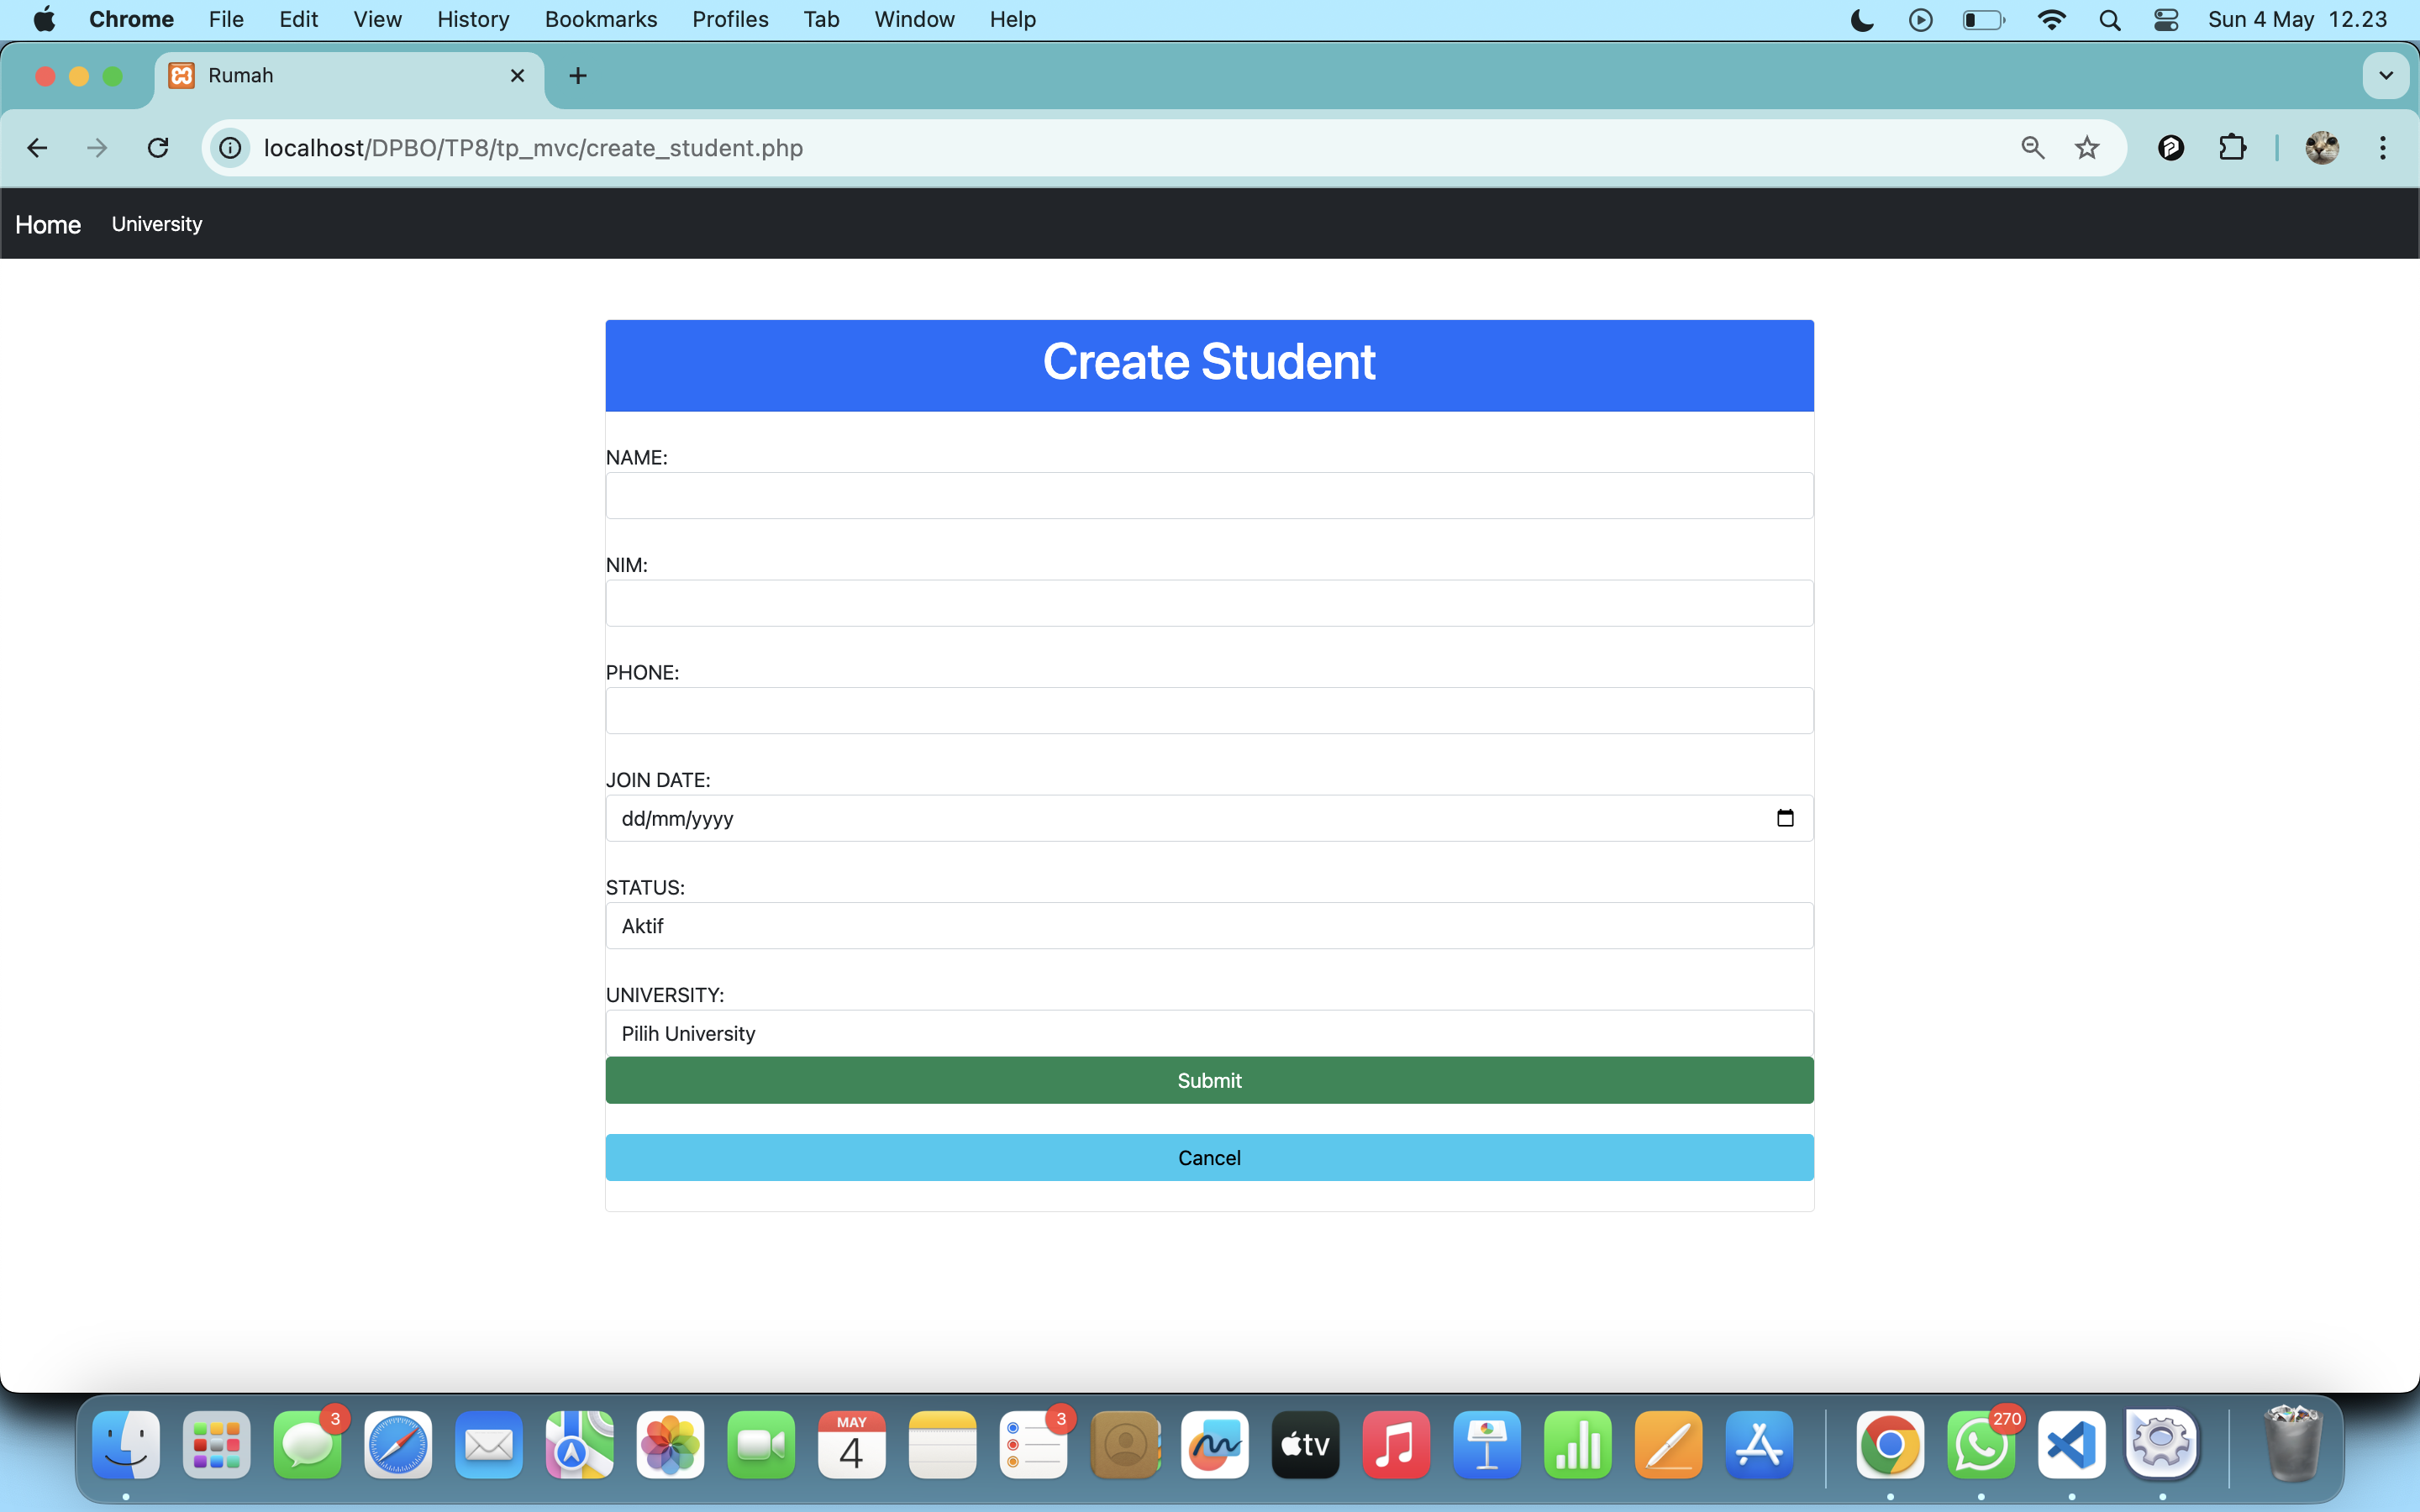 Chrome File Edit View History Bookmarks Profiles Tab Window Help Sun 4 May 12.23
Rumah
localhost/DPBO/TP8/tp_mvc/create_student.php
Home University
Create Student
NAME:
NIM:
PHONE:
JOIN DATE:
dd/mm/yyyy
STATUS:
Aktif
UNIVERSITY:
Pilih University
Submit
Cancel
3
MAY
4
3
tv
270